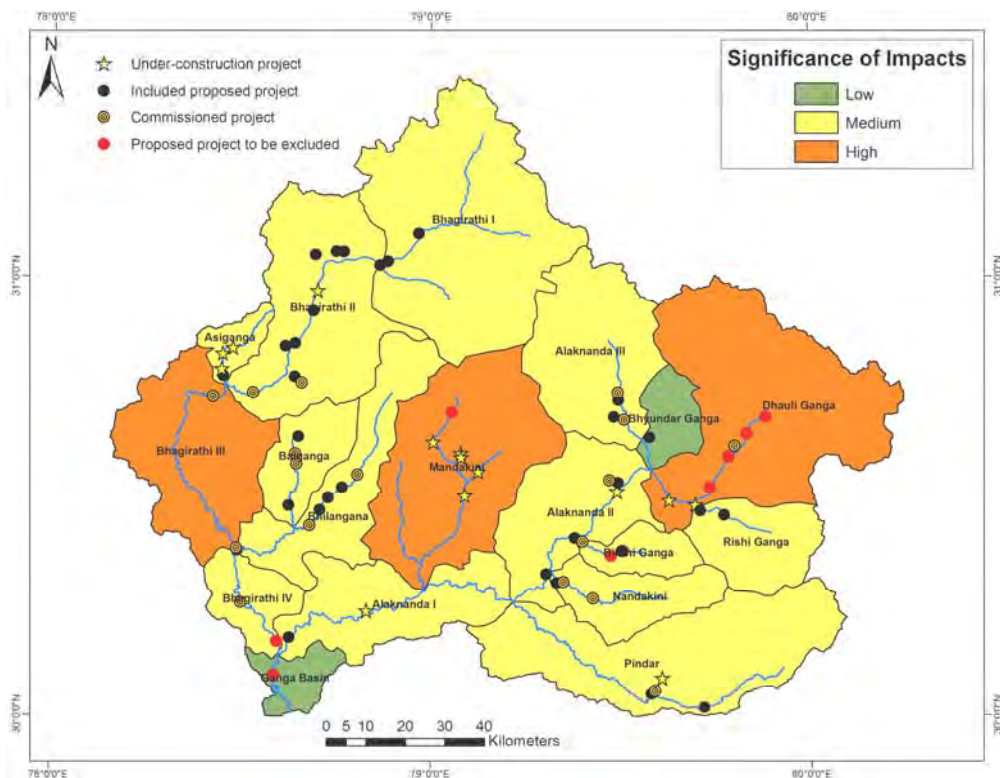 78°0'0"E 79°0'0"E 80°0'0"E
N
Under-construction project
Included proposed project
Commissioned project
Proposed project to be excluded
Significance of Impacts
Low
Medium
High
Bhagirathi I
31°0'0"N 31°0'0"N
Bhagirathi II
Asiganga
Alaknanda III
Dhauli Ganga
Bhyundar Ganga
Bhagirathi III
Balganga
Mandakini
Bhilangana
Alaknanda II
Rishi Ganga
Birahi Ganga
Nandakini
Bhagirathi IV
Alaknanda I
Pindar
Ganga Basin
30°0'0"N 30°0'0"N
0 5 10 20 30 40
Kilometers
78°0'0"E 79°0'0"E 80°0'0"E